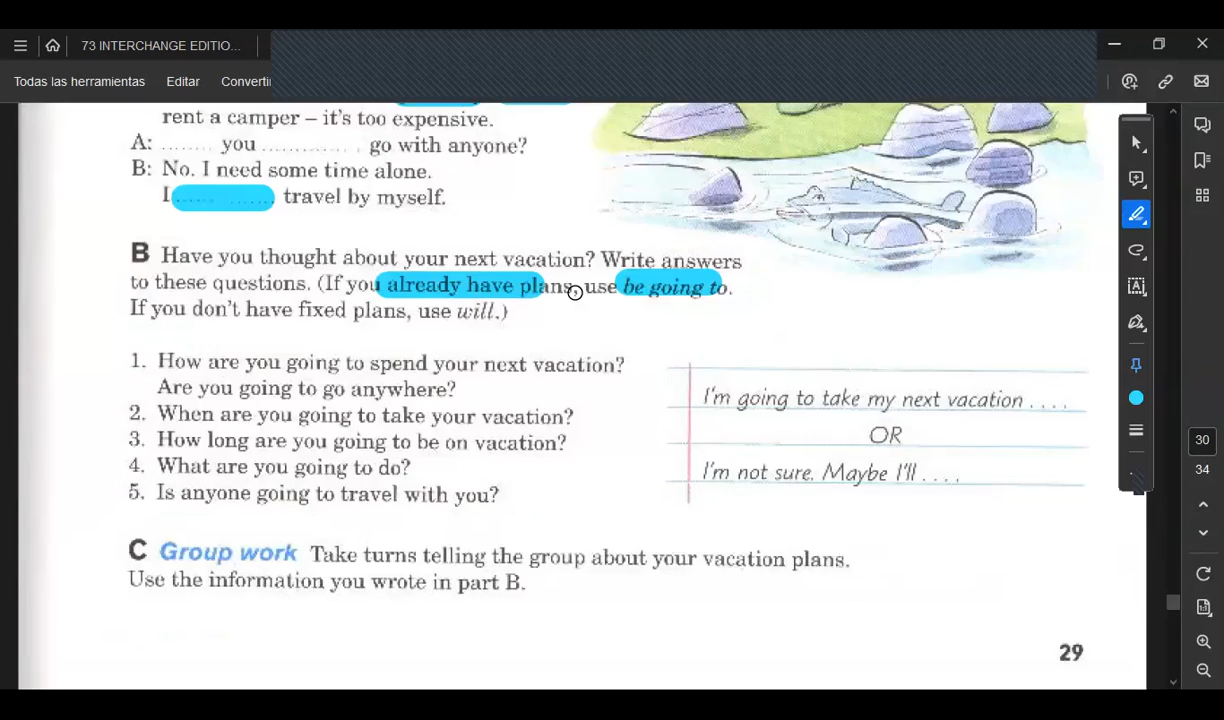 73 INTERCHANGE EDITIO...
Todas las herramientas Editar Converti
rent a camper – it's too expensive.
A: ........ you .............. go with anyone?
B: No. I need some time alone.
I ...... ....... travel by myself.
B Have you thought about your next vacation? Write answers
to these questions. (If you already have plans, use be going to.
If you don't have fixed plans, use will.)
1. How are you going to spend your next vacation?
Are you going to go anywhere?
2. When are you going to take your vacation?
3. How long are you going to be on vacation?
4. What are you going to do?
5. Is anyone going to travel with you?
I'm going to take my next vacation . . . .
OR
I'm not sure. Maybe I'll . . . .
C Group work Take turns telling the group about your vacation plans.
Use the information you wrote in part B.
29
30
34